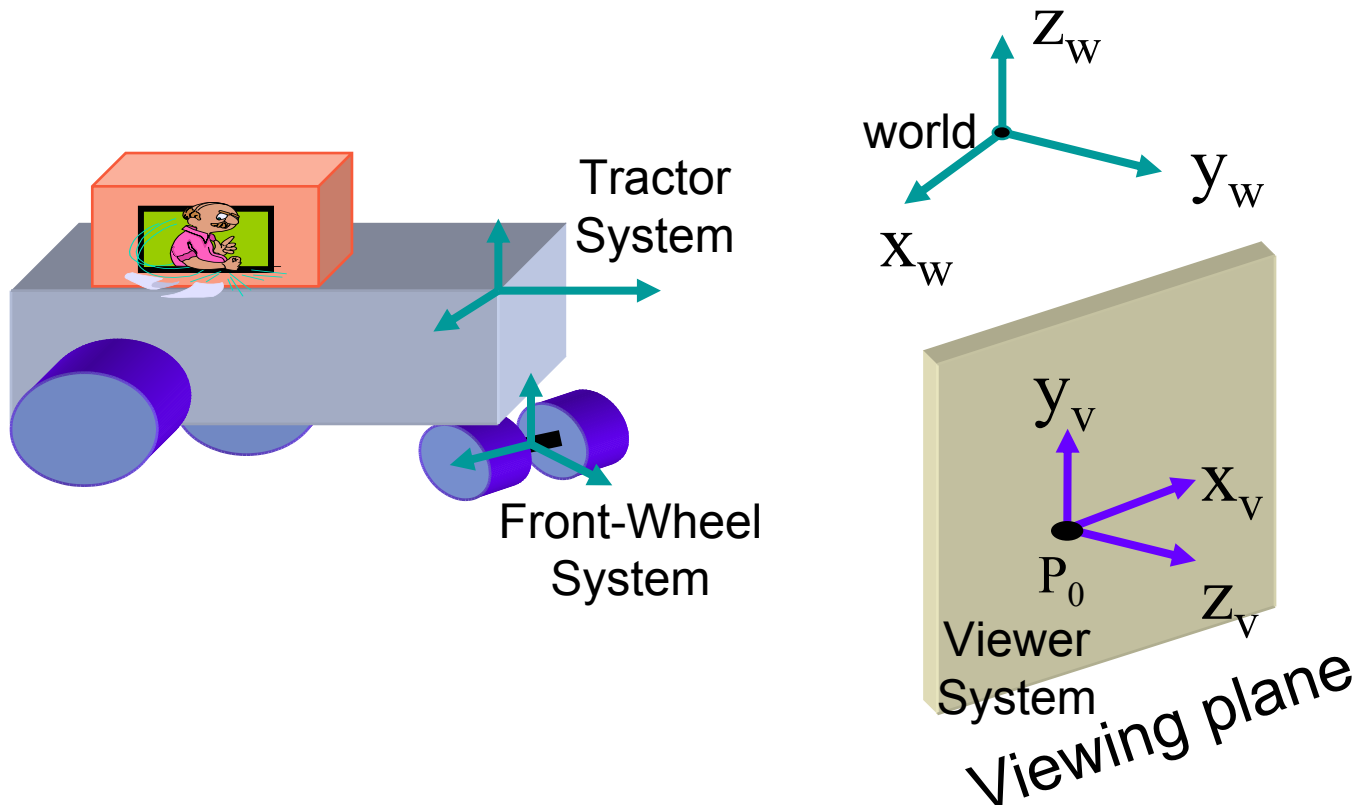 Tractor
System
Front-Wheel
System
z_w
world
y_w
x_w
y_v
x_v
P_0
z_v
Viewer
System
Viewing plane